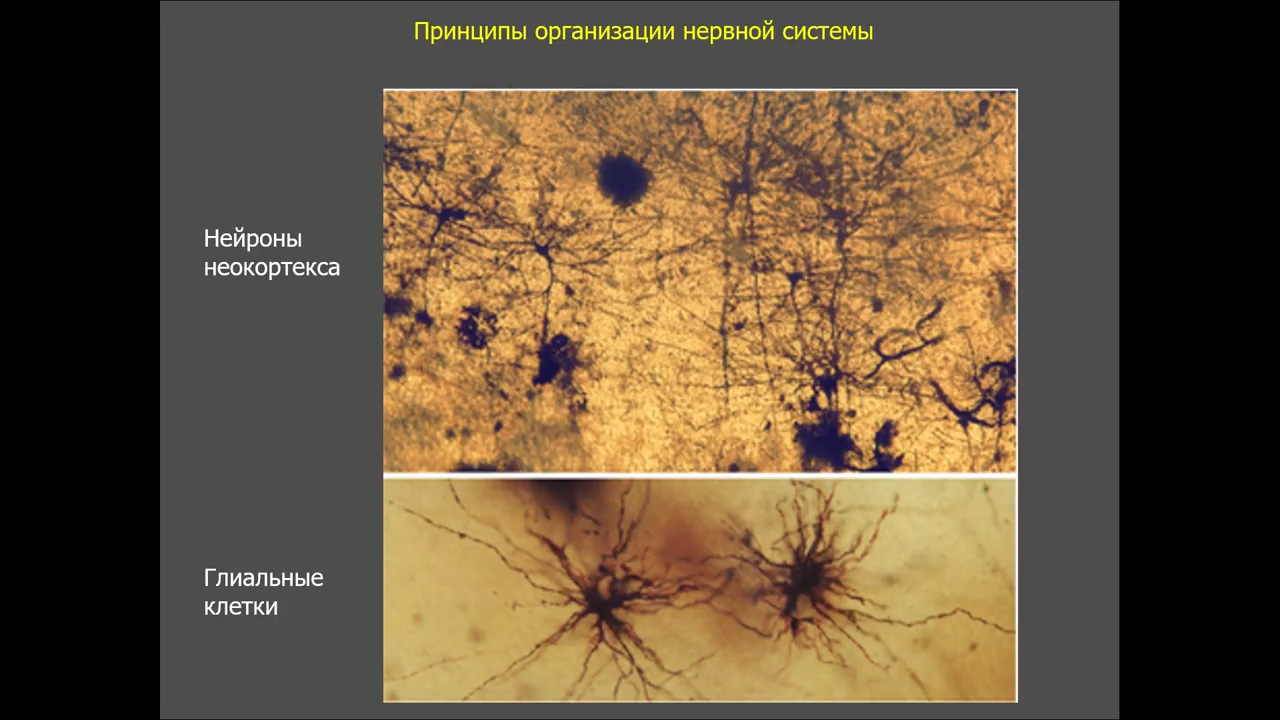 Принципы организации нервной системы
Нейроны
неокортекса
Глиальные
клетки